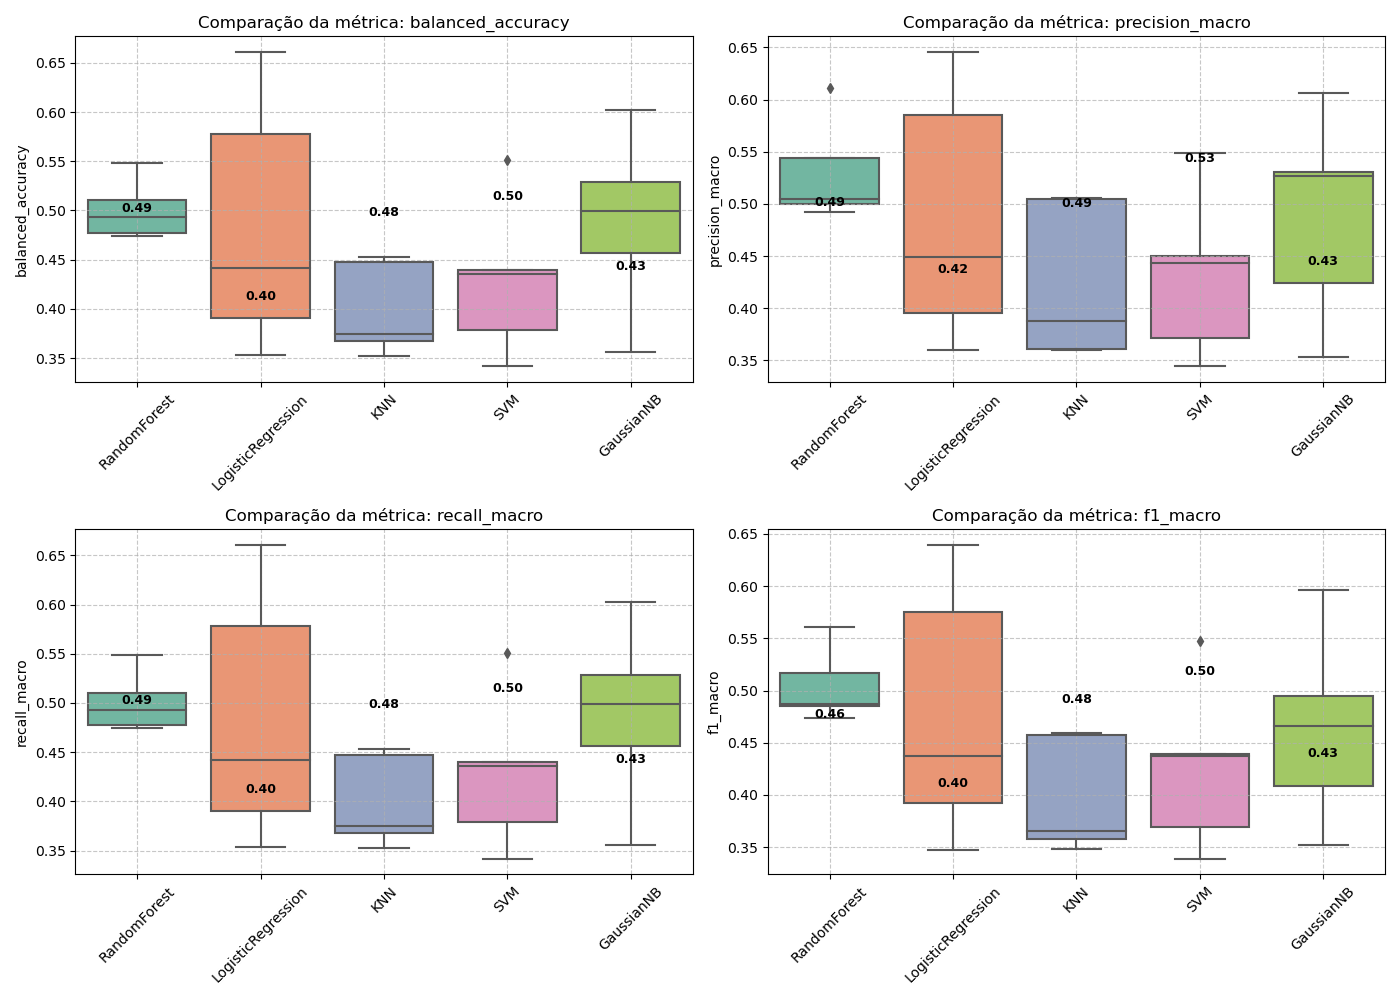 Comparação da métrica: balanced_accuracy
balanced_accuracy
0.65
0.60
0.55
0.50
0.45
0.40
0.35
0.49
0.40
0.48
0.50
0.43
RandomForest
LogisticRegression
KNN
SVM
GaussianNB
Comparação da métrica: precision_macro
precision_macro
0.65
0.60
0.55
0.50
0.45
0.40
0.35
0.49
0.42
0.49
0.53
0.43
RandomForest
LogisticRegression
KNN
SVM
GaussianNB
Comparação da métrica: recall_macro
recall_macro
0.65
0.60
0.55
0.50
0.45
0.40
0.35
0.49
0.40
0.48
0.50
0.43
RandomForest
LogisticRegression
KNN
SVM
GaussianNB
Comparação da métrica: f1_macro
f1_macro
0.65
0.60
0.55
0.50
0.45
0.40
0.35
0.46
0.40
0.48
0.50
0.43
RandomForest
LogisticRegression
KNN
SVM
GaussianNB